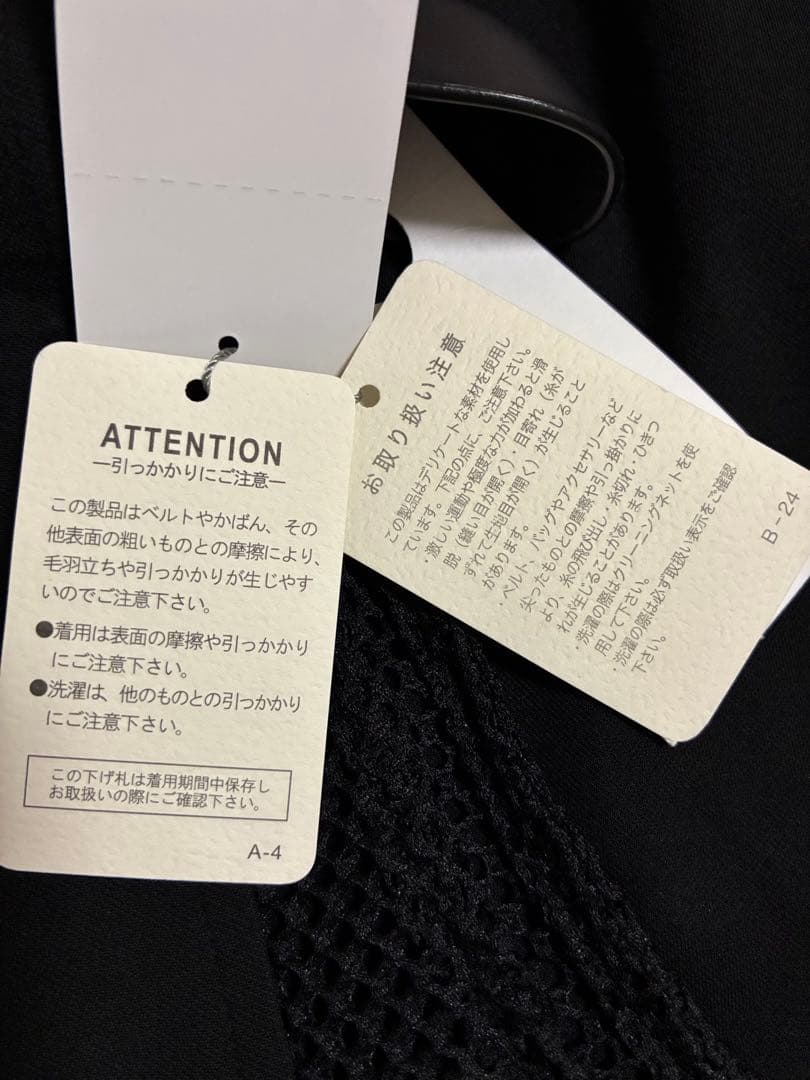 ATTENTION
―引っかかりにご注意―
この製品はベルトやかばん、その
他表面の粗いものとの摩擦により、
毛羽立ちや引っかかりが生じやす
いのでご注意下さい。
●着用は表面の摩擦や引っかかり
にご注意下さい。
●洗濯は、他のものとの引っかかり
にご注意下さい。
この下げ札は着用期間中保存し
お取扱いの際にご確認下さい。
A-4
お取り扱い注意
この製品はデリケートな素材を使用し
ています。下記の点に、ご注意下さい。
・激しい運動や極度な力が加わると滑
脱（縫い目が開く）・目寄れ（糸が
ずれて生地目が開く）が生じること
があります。
・ベルト、バッグやアクセサリーなど
尖ったものとの摩擦や引っ掛かりに
より、糸の飛び出し・糸切れ・ひきつ
れが生じることがあります。
・洗濯の際はクリーニングネットを使
用して下さい。
・洗濯の際は必ず取扱い表示をご確認
下さい。
B-24